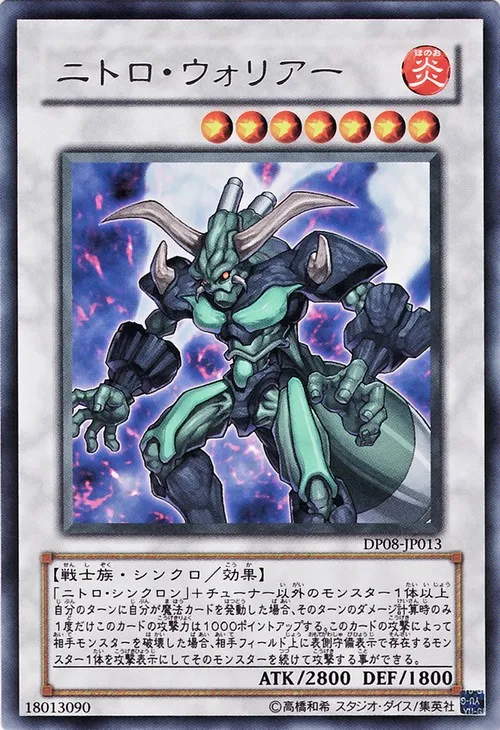 ニトロ・ウォリアー
炎
ほのお
DP08-JP013
【戦士族・シンクロ/効果】
「ニトロ・シンクロン」+チューナー以外のモンスター1体以上
自分のターンに自分が魔法カードを発動した場合、そのターンのダメージ計算時のみ
1度だけこのカードの攻撃力は1000ポイントアップする。このカードの攻撃によって
相手モンスターを破壊した場合、相手フィールド上に表側守備表示で存在するモン
スター1体を攻撃表示にしてそのモンスターを続けて攻撃する事ができる。
ATK/2800 DEF/1800
18013090
©高橋和希 スタジオ・ダイス/集英社